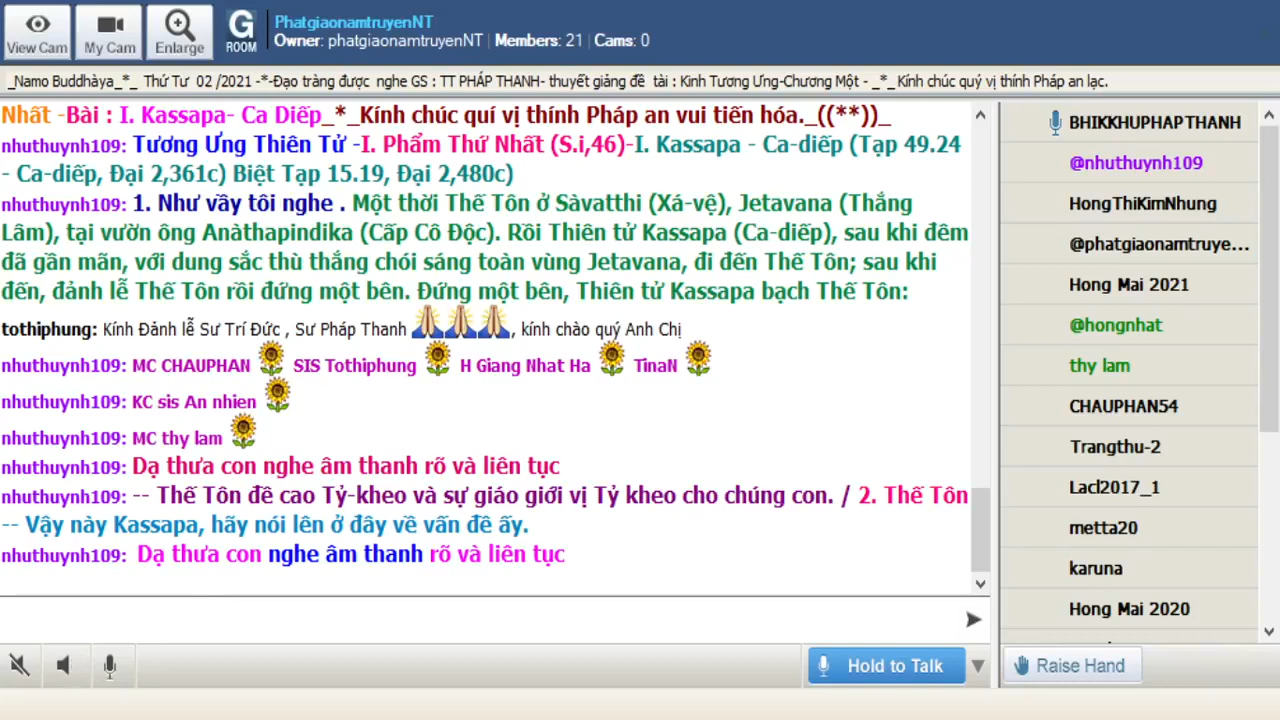 View Cam
My Cam
Enlarge
G
ROOM
PhatgiaonamtruyenNT
Owner: phatgiaonamtruyenNT | Members: 21 | Cams: 0
_Namo Buddhàya_*_ Thứ Tư 02 /2021 -*-Đạo tràng được nghe GS : TT PHÁP THANH- thuyết giảng đề tài : Kinh Tương Ưng-Chương Một - _*_ Kính chúc quý vị thính Pháp an lạc.
Nhất -Bài : I. Kassapa- Ca Diếp_*_Kính chúc quí vị thính Pháp an vui tiến hóa._((**))_
nhuthuynh109: Tương Ưng Thiên Tử -I. Phẩm Thứ Nhất (S.i,46)-I. Kassapa - Ca-diếp (Tạp 49.24
- Ca-diếp, Đại 2,361c) Biệt Tạp 15.19, Đại 2,480c)
nhuthuynh109: 1. Như vầy tôi nghe . Một thời Thế Tôn ở Sàvatthi (Xá-vệ), Jetavana (Thắng
Lâm), tại vườn ông Anàthapindika (Cấp Cô Độc). Rồi Thiên tử Kassapa (Ca-diếp), sau khi đêm
đã gần mãn, với dung sắc thù thắng chói sáng toàn vùng Jetavana, đi đến Thế Tôn; sau khi
đến, đảnh lễ Thế Tôn rồi đứng một bên. Đứng một bên, Thiên tử Kassapa bạch Thế Tôn:
tothiphung: Kính Đảnh lễ Sư Trí Đức , Sư Pháp Thanh , kính chào quý Anh Chị
nhuthuynh109: MC CHAUPHAN SIS Tothiphung H Giang Nhat Ha TinaN
nhuthuynh109: KC sis An nhien
nhuthuynh109: MC thy lam
nhuthuynh109: Dạ thưa con nghe âm thanh rõ và liên tục
nhuthuynh109: -- Thế Tôn đề cao Tỷ-kheo và sự giáo giới vị Tỷ kheo cho chúng con. / 2. Thế Tôn
-- Vậy này Kassapa, hãy nói lên ở đây về vấn đề ấy.
nhuthuynh109: Dạ thưa con nghe âm thanh rõ và liên tục
Hold to Talk
BHIKKHUPHAPTHANH
@nhuthuynh109
HongThiKimNhung
@phatgiaonamtruye...
Hong Mai 2021
@hongnhat
thy lam
CHAUPHAN54
Trangthu-2
Lacl2017_1
metta20
karuna
Hong Mai 2020
Raise Hand